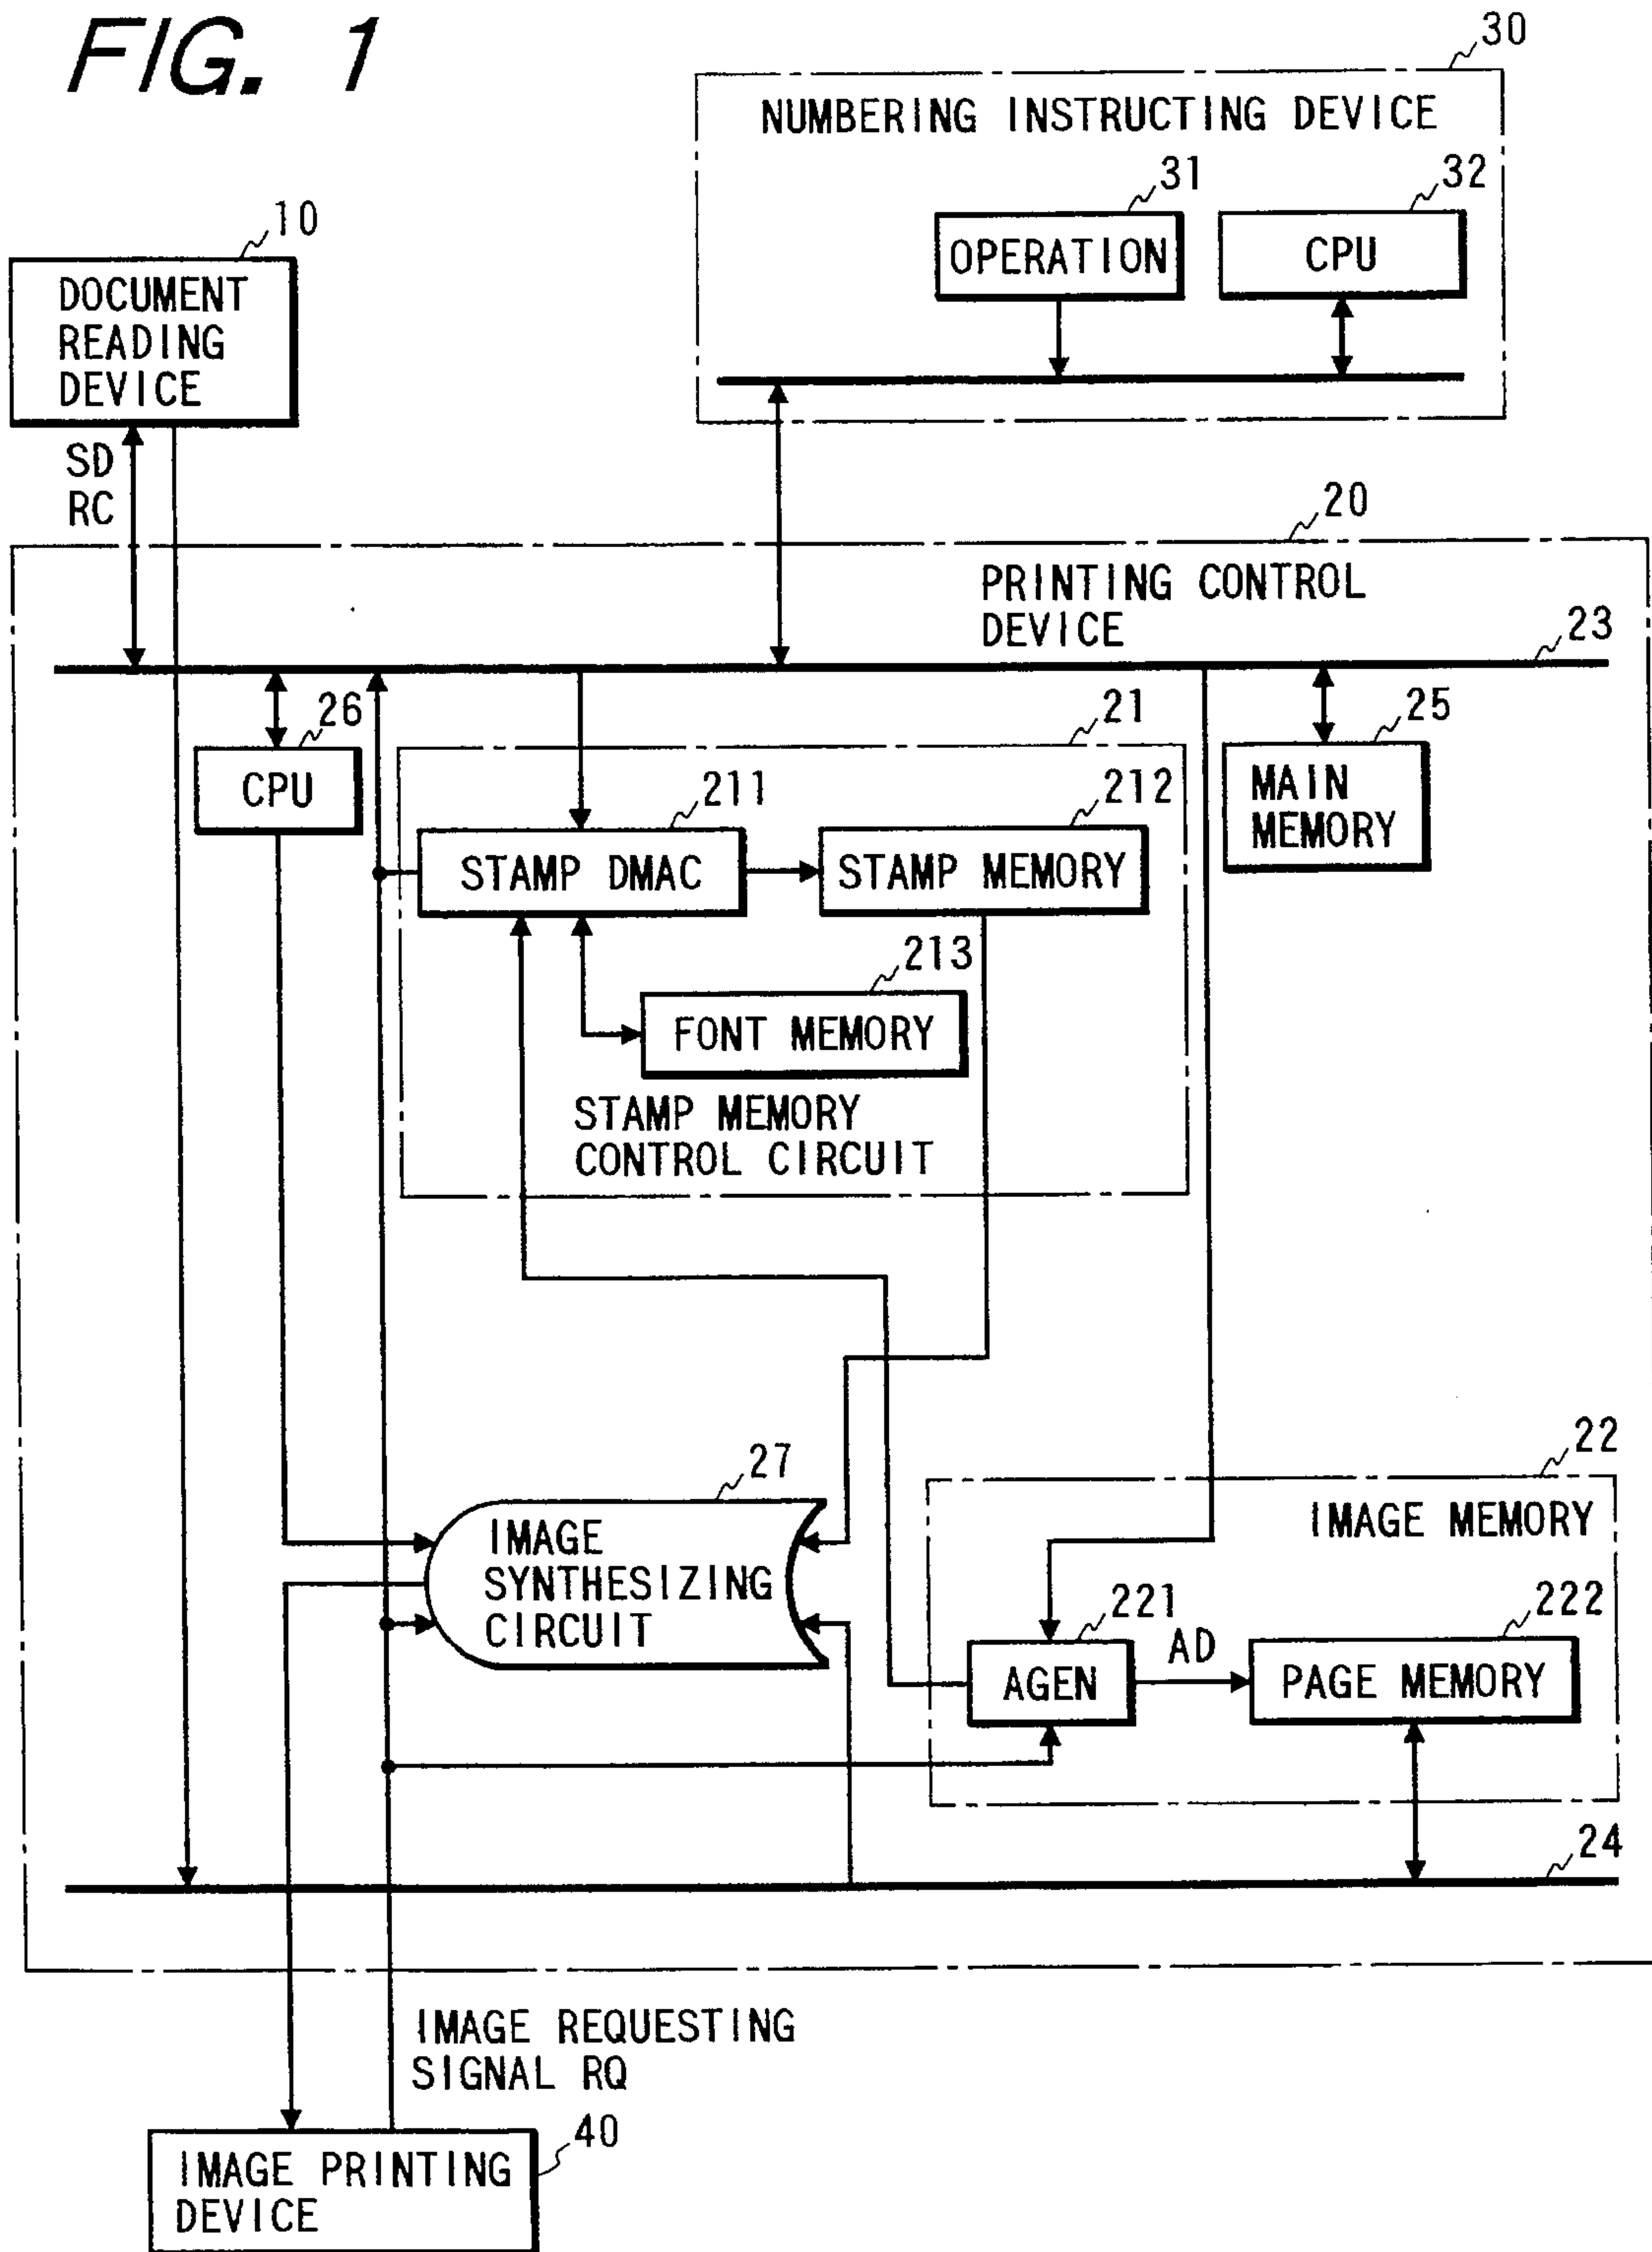 FIG. 1
30
NUMBERING INSTRUCTING DEVICE
31
32
OPERATION
CPU
10
DOCUMENT
READING
DEVICE
SD
RC
20
PRINTING CONTROL
DEVICE
23
26
CPU
21
25
MAIN
MEMORY
211
212
STAMP DMAC
STAMP MEMORY
213
FONT MEMORY
STAMP MEMORY
CONTROL CIRCUIT
27
IMAGE
SYNTHESIZING
CIRCUIT
22
IMAGE MEMORY
221
222
AGEN
AD
PAGE MEMORY
24
IMAGE REQUESTING
SIGNAL RQ
40
IMAGE PRINTING
DEVICE